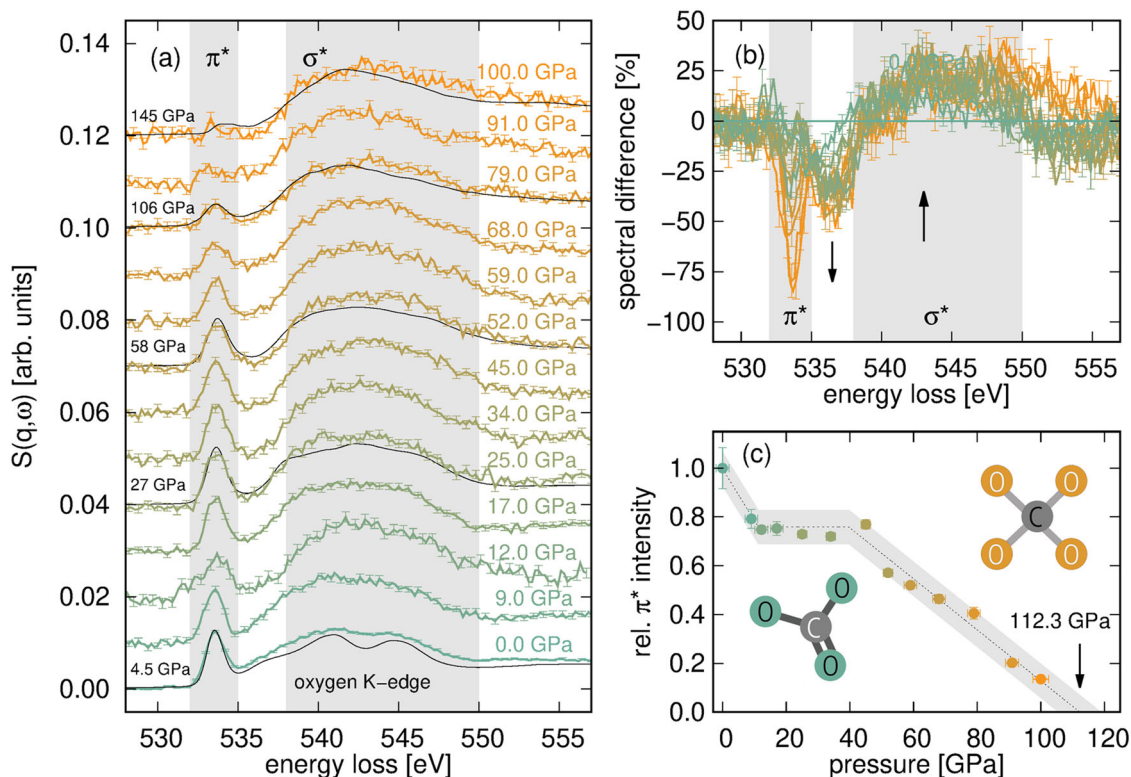 (a)
π*
σ*
0.14
0.12
0.10
0.08
0.06
0.04
0.02
0.00
S(q,ω) [arb. units]
100.0 GPa
145 GPa
91.0 GPa
79.0 GPa
106 GPa
68.0 GPa
59.0 GPa
52.0 GPa
58 GPa
45.0 GPa
34.0 GPa
25.0 GPa
27 GPa
17.0 GPa
12.0 GPa
9.0 GPa
0.0 GPa
4.5 GPa
oxygen K-edge
530 535 540 545 550 555
energy loss [eV]
(b)
50
25
0
-25
-50
-75
-100
spectral difference [%]
π*
σ*
530 535 540 545 550 555
energy loss [eV]
(c)
1.0
0.8
0.6
0.4
0.2
0.0
rel. π* intensity
O O
C
O O
O O
C
O
112.3 GPa
0 20 40 60 80 100 120
pressure [GPa]